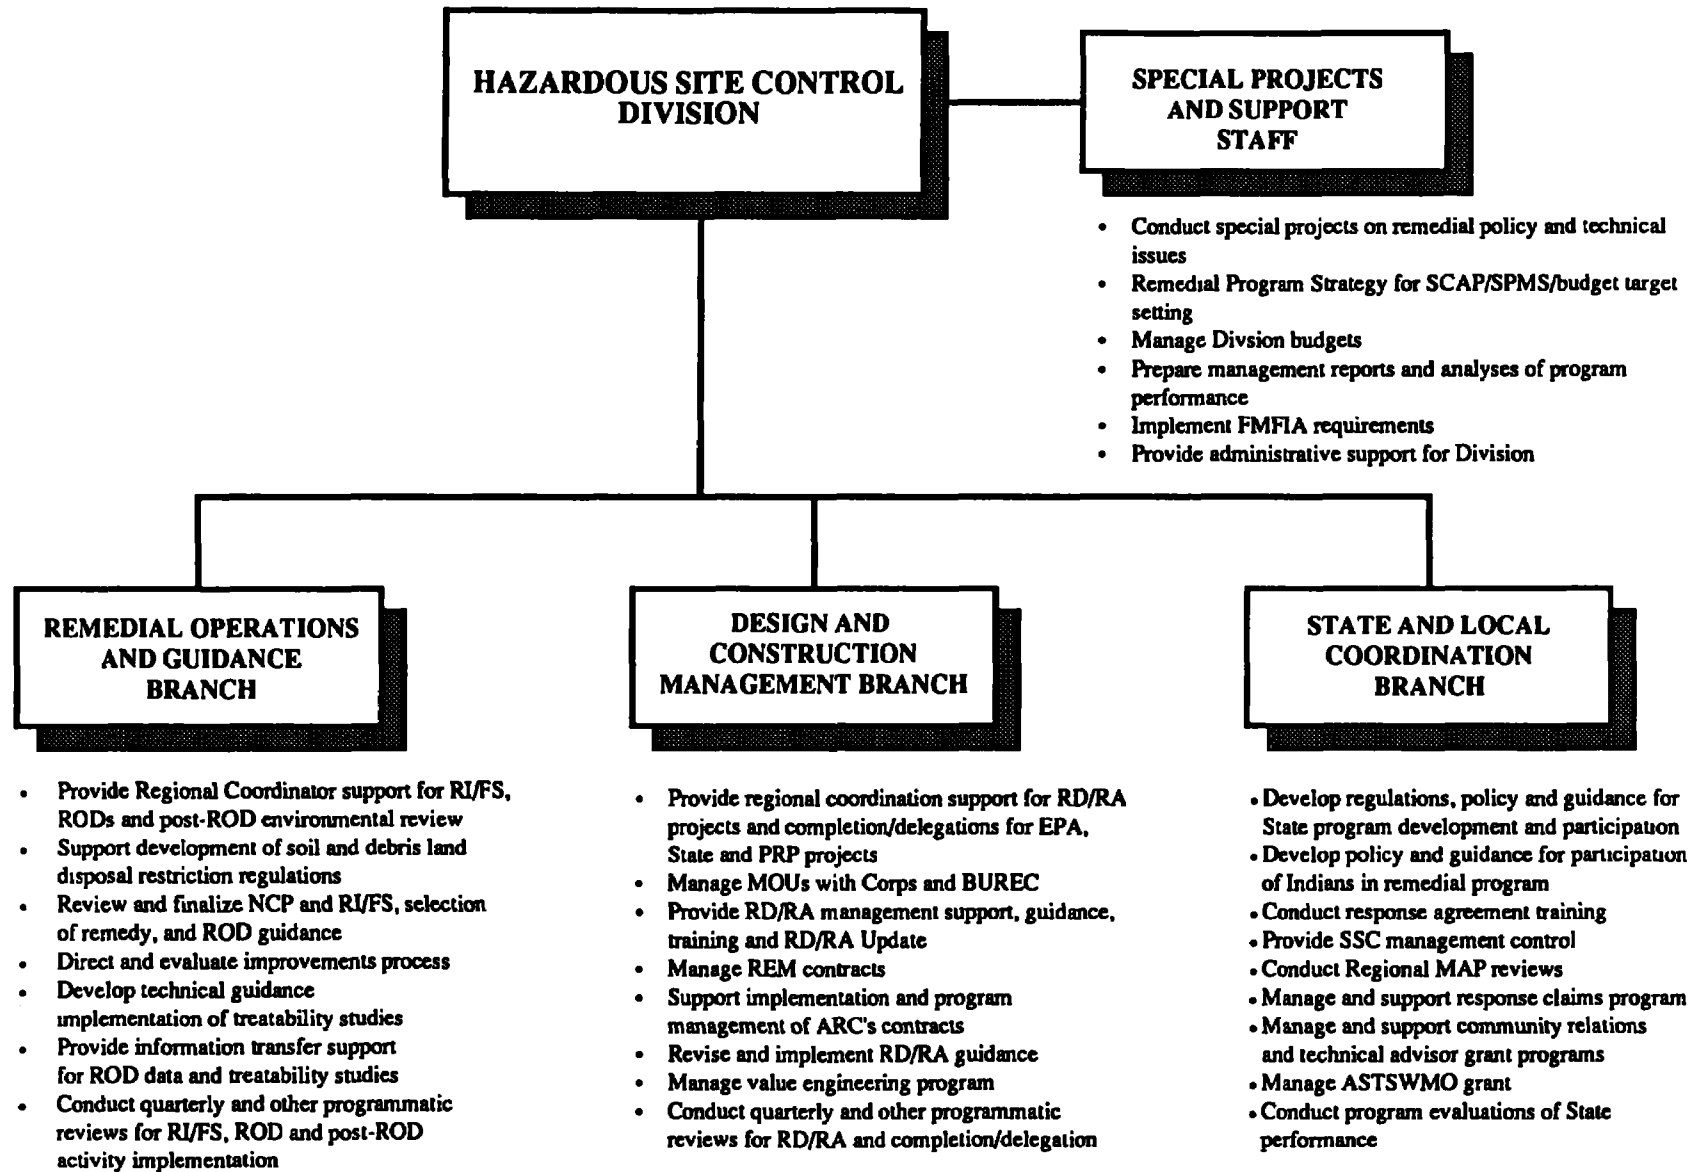 HAZARDOUS SITE CONTROL
DIVISION
SPECIAL PROJECTS
AND SUPPORT
STAFF
• Conduct special projects on remedial policy and technical
issues
• Remedial Program Strategy for SCAP/SPMS/budget target
setting
• Manage Divsion budgets
• Prepare management reports and analyses of program
performance
• Implement FMFIA requirements
• Provide administrative support for Division
REMEDIAL OPERATIONS
AND GUIDANCE
BRANCH
• Provide Regional Coordinator support for RI/FS,
RODs and post-ROD environmental review
• Support development of soil and debris land
disposal restriction regulations
• Review and finalize NCP and RI/FS, selection
of remedy, and ROD guidance
• Direct and evaluate improvements process
• Develop technical guidance
implementation of treatability studies
• Provide information transfer support
for ROD data and treatability studies
• Conduct quarterly and other programmatic
reviews for RI/FS, ROD and post-ROD
activity implementation
DESIGN AND
CONSTRUCTION
MANAGEMENT BRANCH
• Provide regional coordination support for RD/RA
projects and completion/delegations for EPA,
State and PRP projects
• Manage MOUs with Corps and BUREC
• Provide RD/RA management support, guidance,
training and RD/RA Update
• Manage REM contracts
• Support implementation and program
management of ARC's contracts
• Revise and implement RD/RA guidance
• Manage value engineering program
• Conduct quarterly and other programmatic
reviews for RD/RA and completion/delegation
STATE AND LOCAL
COORDINATION
BRANCH
• Develop regulations, policy and guidance for
State program development and participation
• Develop policy and guidance for participation
of Indians in remedial program
• Conduct response agreement training
• Provide SSC management control
• Conduct Regional MAP reviews
• Manage and support response claims program
• Manage and support community relations
and technical advisor grant programs
• Manage ASTSWMO grant
• Conduct program evaluations of State
performance